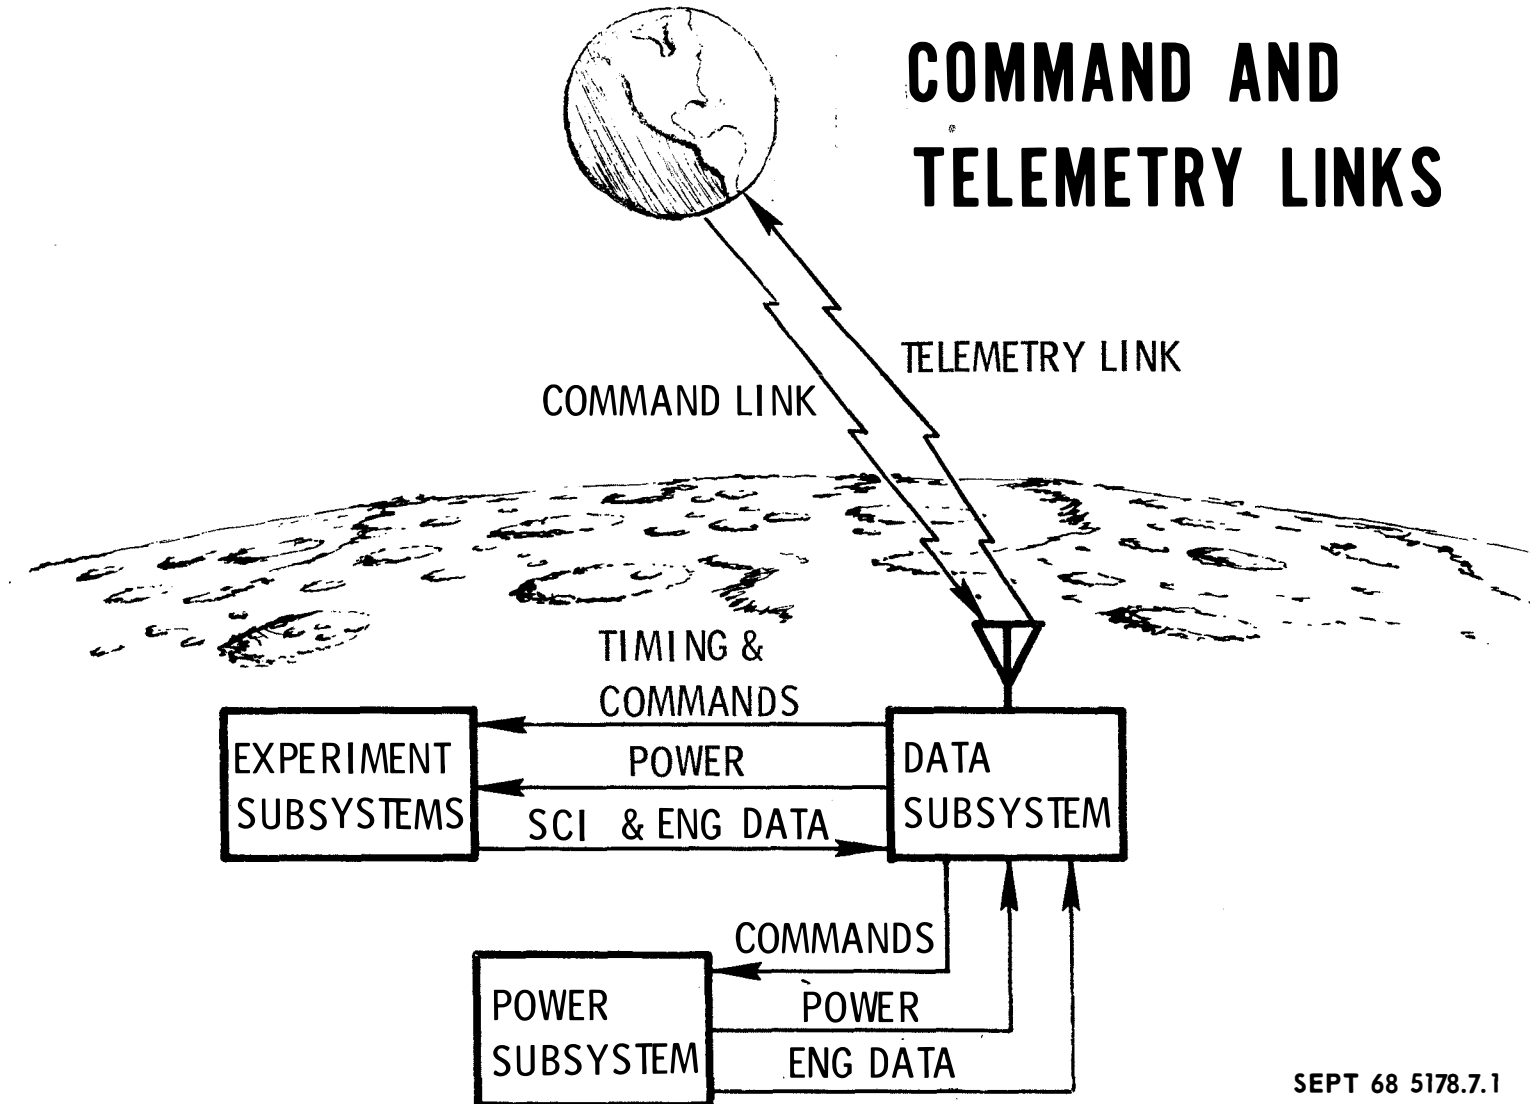 COMMAND AND
TELEMETRY LINKS
TELEMETRY LINK
COMMAND LINK
TIMING &
COMMANDS
EXPERIMENT
SUBSYSTEMS
POWER
SCI & ENG DATA
DATA
SUBSYSTEM
COMMANDS
POWER
SUBSYSTEM
POWER
ENG DATA
SEPT 68 5178.7.1